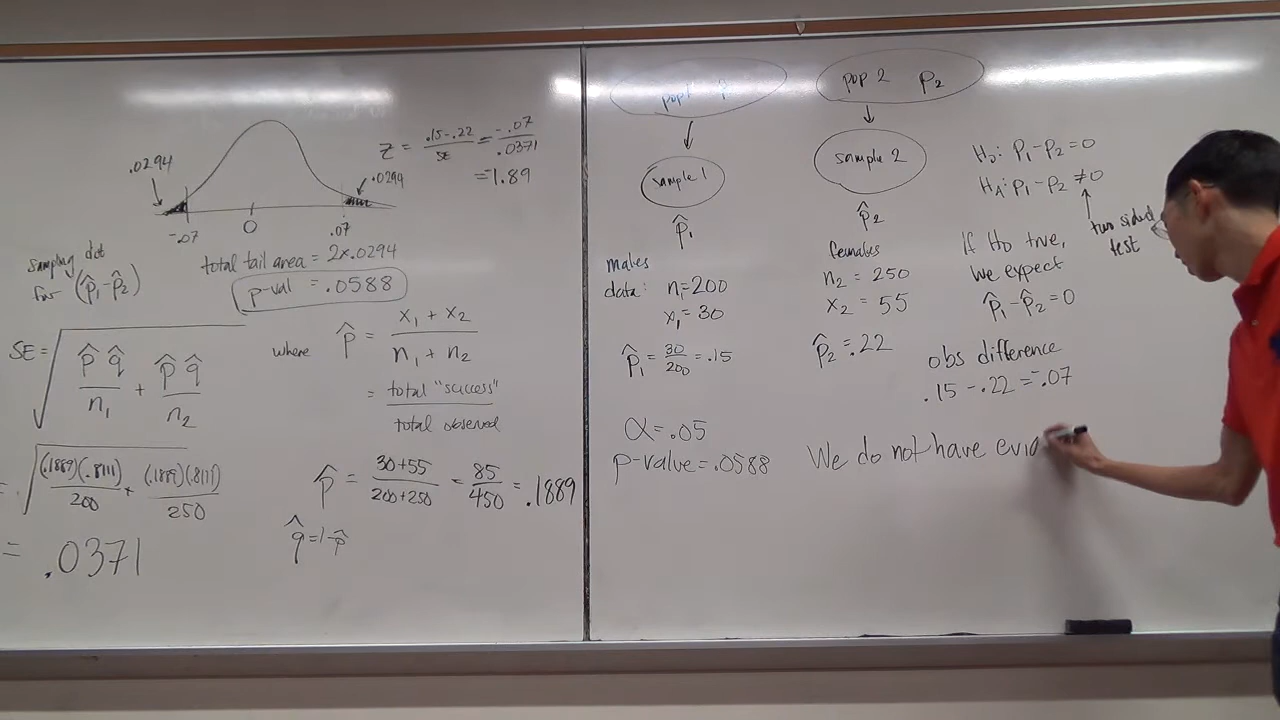 .0294
z = .15-.22 / SE = -.07 / .0371
= -1.89
.0294
-.07 0 .07
sampling dist
for (p̂₁-p̂₂)
total tail area = 2x.0294
p-val = .0588
SE = √( p̂ q̂ / n₁ + p̂ q̂ / n₂ )
where p̂ = x₁ + x₂ / n₁ + n₂
= total "success" / total observed
= √( (.1889)(.8111) / 200 + (.1889)(.8111) / 250 )
p̂ = 30+55 / 200+250 = 85 / 450 = .1889
q̂ = 1-p̂
= .0371
pop1 p
sample 1
p̂₁
males
data: n₁=200
x₁=30
p̂₁ = 30/200 = .15
α=.05
p-value=.0588
pop 2 p₂
sample 2
p̂₂
females
n₂ = 250
x₂ = 55
p̂₂ = .22
H₀: p₁-p₂=0
Hₐ: p₁-p₂ ≠0
two sided
test
If H₀ true,
we expect
p̂₁-p̂₂=0
obs difference
.15 -.22 = -.07
We do not have evid